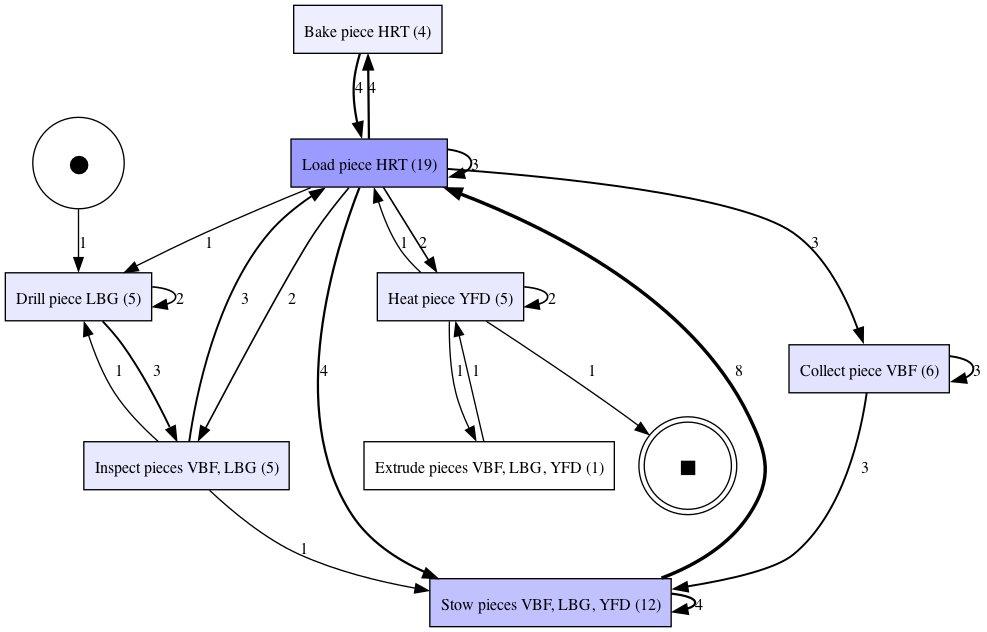 Bake piece HRT (4)
4
4
Load piece HRT (19)
3
1
1
3
2
1
2
3
Drill piece LBG (5)
2
Heat piece YFD (5)
2
1
3
4
1
1
1
8
Collect piece VBF (6)
3
Inspect pieces VBF, LBG (5)
Extrude pieces VBF, LBG, YFD (1)
3
1
Stow pieces VBF, LBG, YFD (12)
4